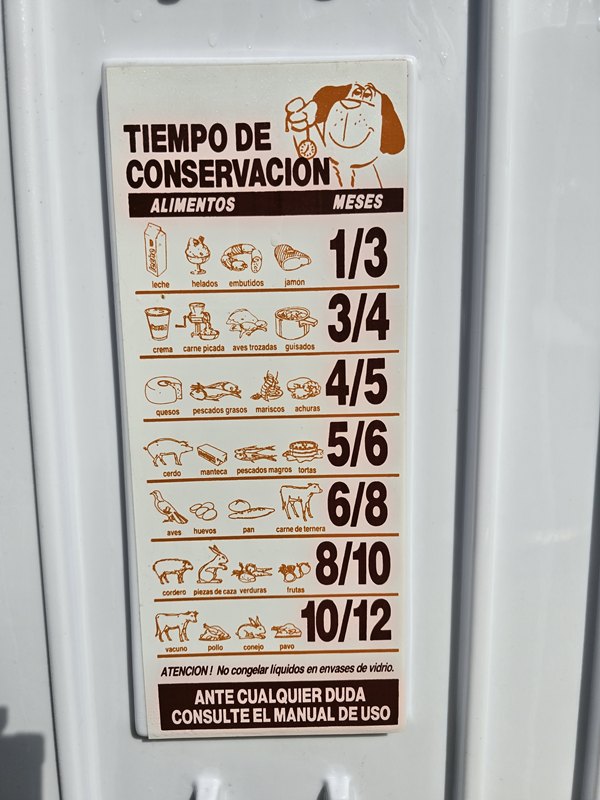 TIEMPO DE
CONSERVACION
ALIMENTOS MESES
leche helados embutidos jamón 1/3
crema carne picada aves trozadas guisados 3/4
quesos pescados grasos mariscos achuras 4/5
cerdo manteca pescados magros tortas 5/6
aves huevos pan carne de ternera 6/8
cordero piezas de caza verduras frutas 8/10
vacuno pollo conejo pavo 10/12
ATENCION! No congelar líquidos en envases de vidrio.
ANTE CUALQUIER DUDA
CONSULTE EL MANUAL DE USO